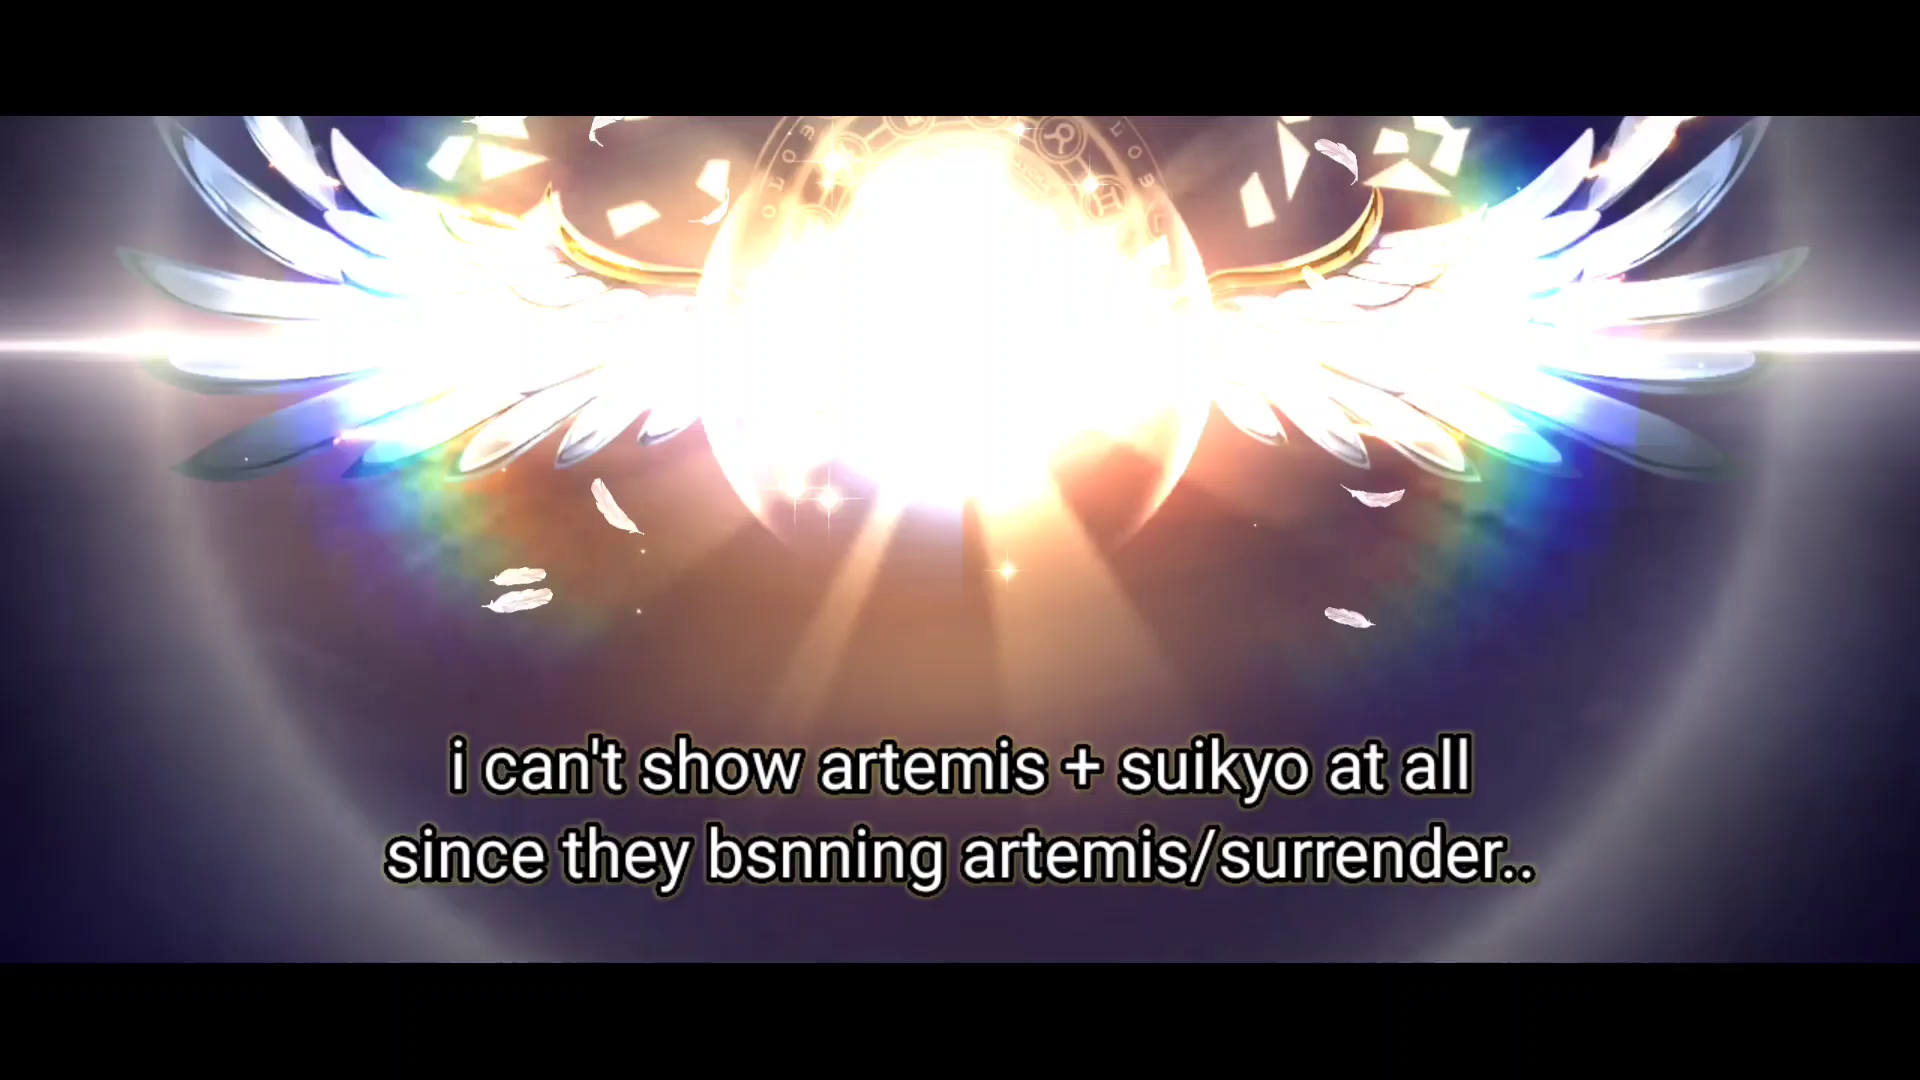 i can't show artemis + suikyo at all
since they bsnning artemis/surrender..